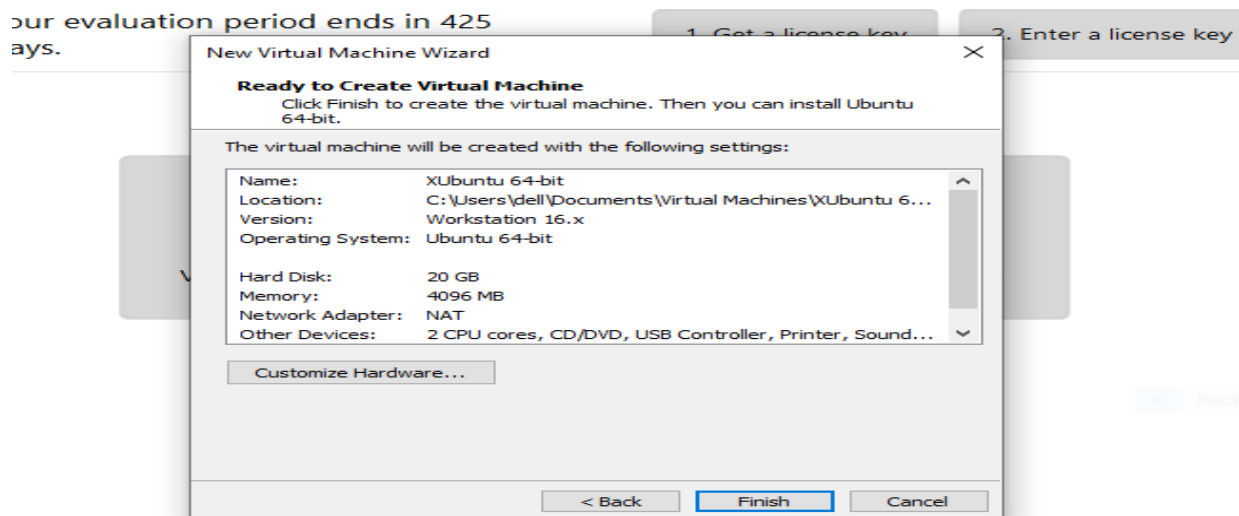 our evaluation period ends in 425
ays.
1. Get a license key
2. Enter a license key
New Virtual Machine Wizard
Ready to Create Virtual Machine
Click Finish to create the virtual machine. Then you can install Ubuntu
64-bit.
The virtual machine will be created with the following settings:
Name: XUbuntu 64-bit
Location: C:\Users\dell\Documents\Virtual Machines\XUbuntu 6...
Version: Workstation 16.x
Operating System: Ubuntu 64-bit
Hard Disk: 20 GB
Memory: 4096 MB
Network Adapter: NAT
Other Devices: 2 CPU cores, CD/DVD, USB Controller, Printer, Sound...
Customize Hardware...
< Back
Finish
Cancel